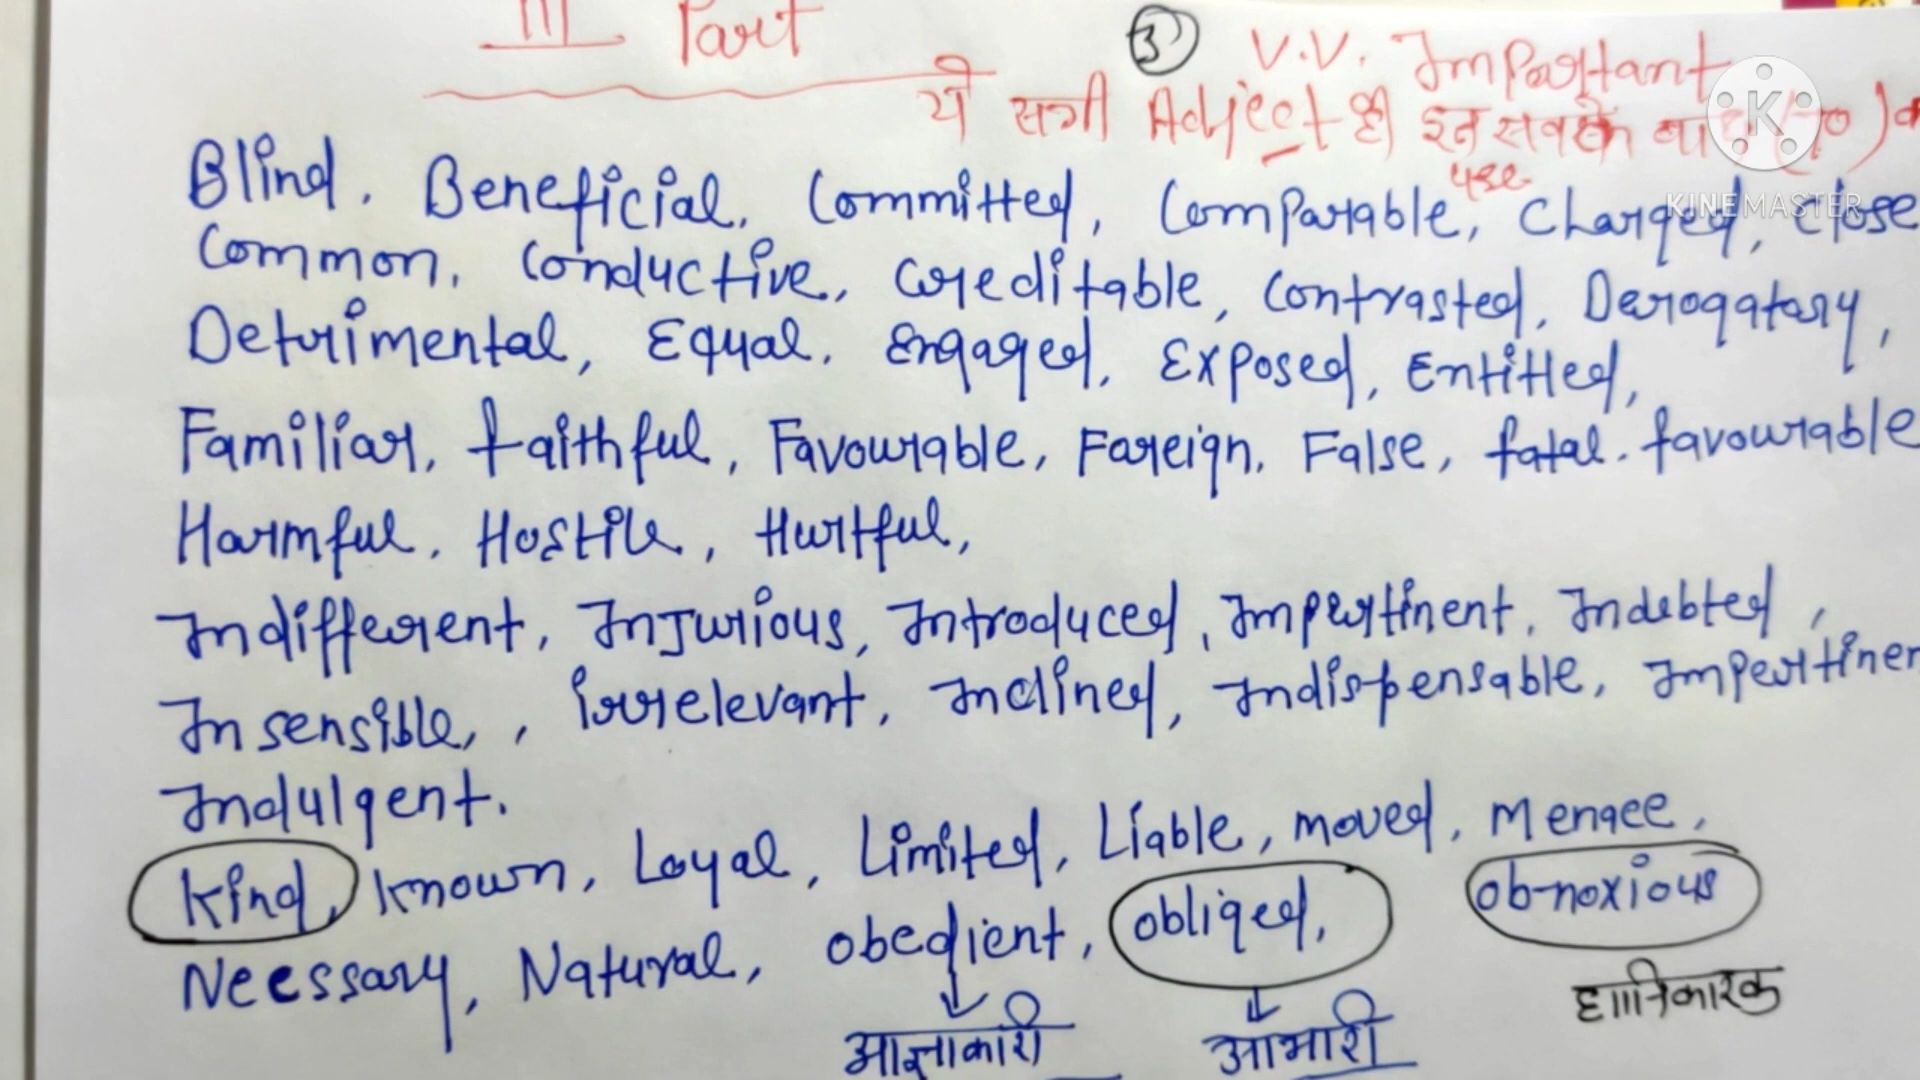 III Part
③ V.V. Important
ये सभी Adject है इन सबके बाद (To) का
use
Blind, Beneficial, Committed, Comparable, Charged, close
Common, Conductive, Creditable, Contrasted, Derogatary,
Detrimental, Equal, Engaged, Exposed, Entitled,
Familiar, faithful, Favourable, Foreign, False, fatal. favourable
Harmful, Hostile, Hurtful,
Indifferent, Injurious, Introduced, Impertinent, Indebted,
Insensible, , irrelevant, Inclined, Indispensable, Impertinen
Indulgent.
Kind, Known, Loyal, Limited, Liable, moved, Menace,
Necessary, Natural, obedient, obliged, ob-noxious
आज्ञाकारी आभारी हानिकारक
K
KINEMASTER